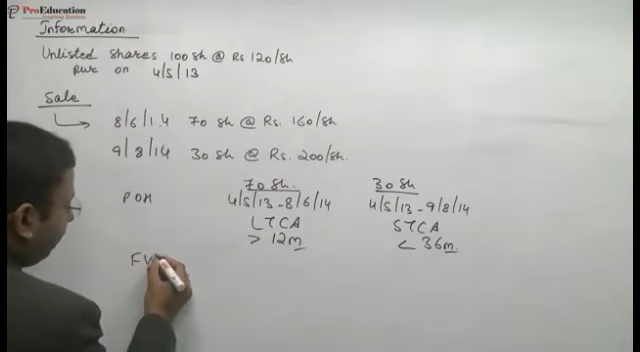 ProEducation
Information
Unlisted Shares 100 sh @ Rs 120/sh
pur on 4/5/13
Sale
8/6/14 70 sh @ Rs. 160/sh
9/8/14 30 sh @ Rs. 200/sh.
70 Sh. 30 Sh
POH 4/5/13-8/6/14 4/5/13-9/8/14
LTCA STCA
> 12m < 36m.
FV